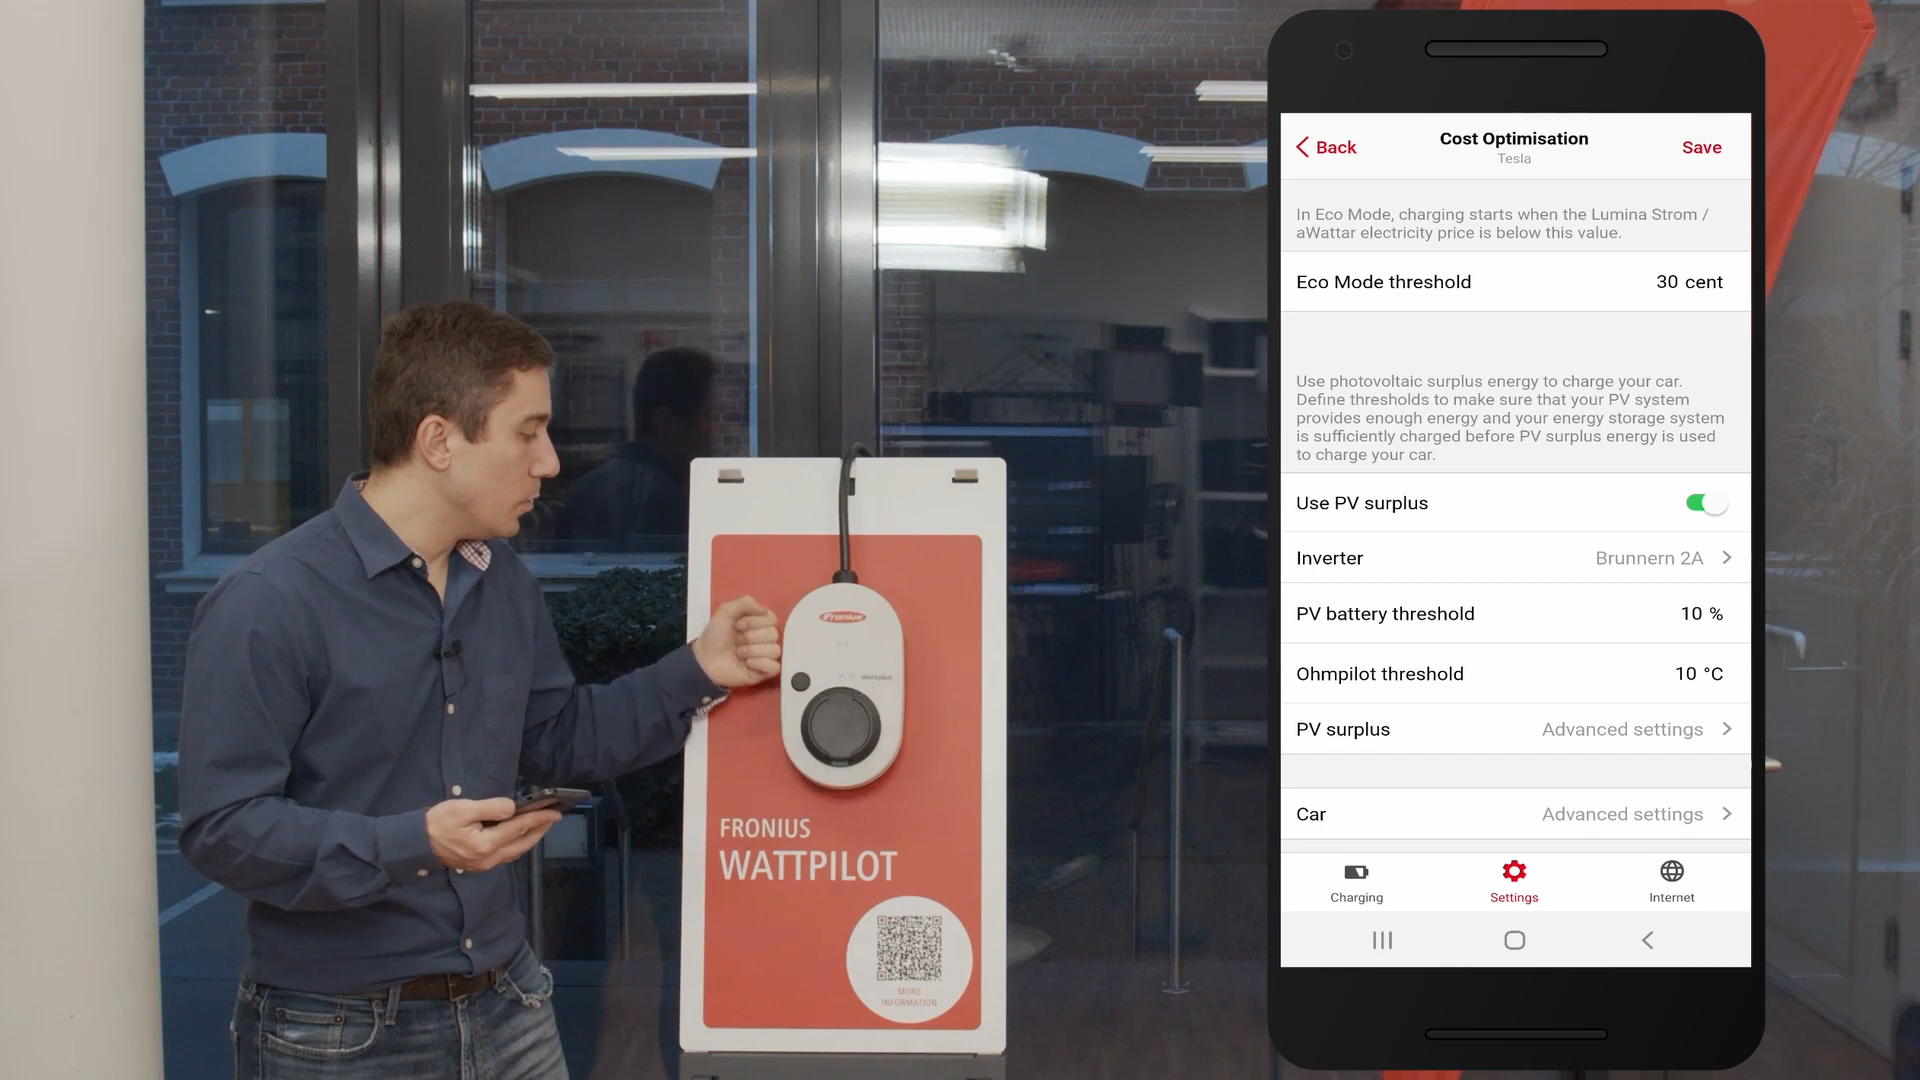 Fronius
Wattpilot
FRONIUS
WATTPILOT
MORE
INFORMATION
Back
Cost Optimisation
Save
Tesla
In Eco Mode, charging starts when the Lumina Strom /
aWattar electricity price is below this value.
Eco Mode threshold 30 cent
Use photovoltaic surplus energy to charge your car.
Define thresholds to make sure that your PV system
provides enough energy and your energy storage system
is sufficiently charged before PV surplus energy is used
to charge your car.
Use PV surplus
Inverter Brunnern 2A
PV battery threshold 10 %
Ohmpilot threshold 10 °C
PV surplus Advanced settings
Car Advanced settings
Charging Settings Internet